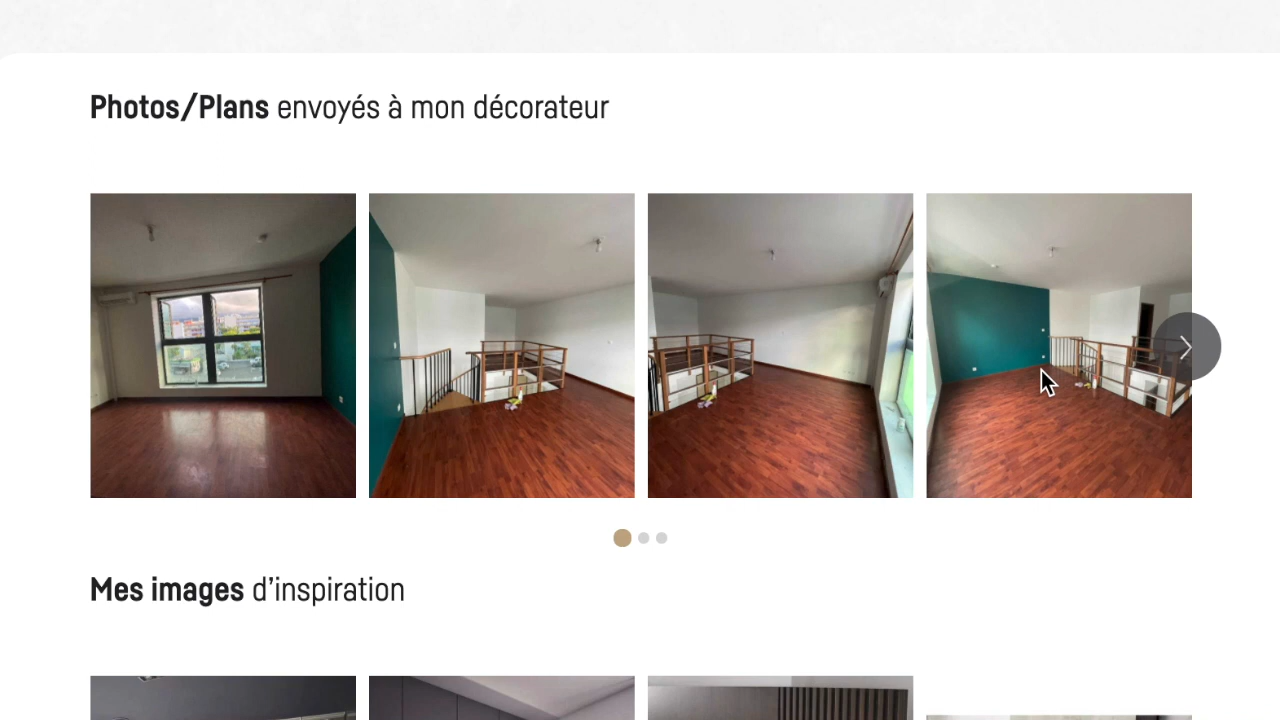 Photos/Plans envoyés à mon décorateur
Mes images d’inspiration